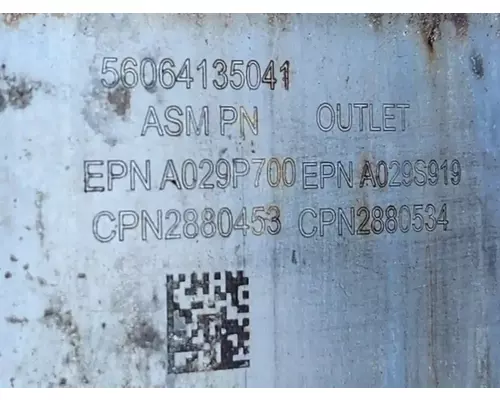 56064135041
ASM PN OUTLET
EPN A029P700 EPN A029S919
CPN2880453 CPN2880534